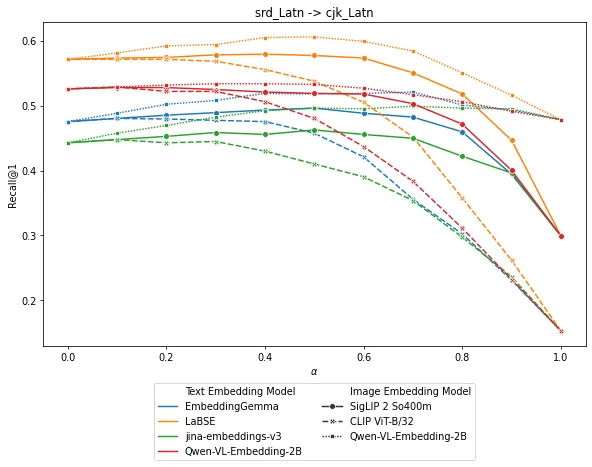 srd_Latn -> cjk_Latn
0.6
0.5
0.4
0.3
0.2
Recall@1
0.0 0.2 0.4 0.6 0.8 1.0
α
Text Embedding Model Image Embedding Model
EmbeddingGemma SigLIP 2 So400m
LaBSE CLIP ViT-B/32
jina-embeddings-v3 Qwen-VL-Embedding-2B
Qwen-VL-Embedding-2B